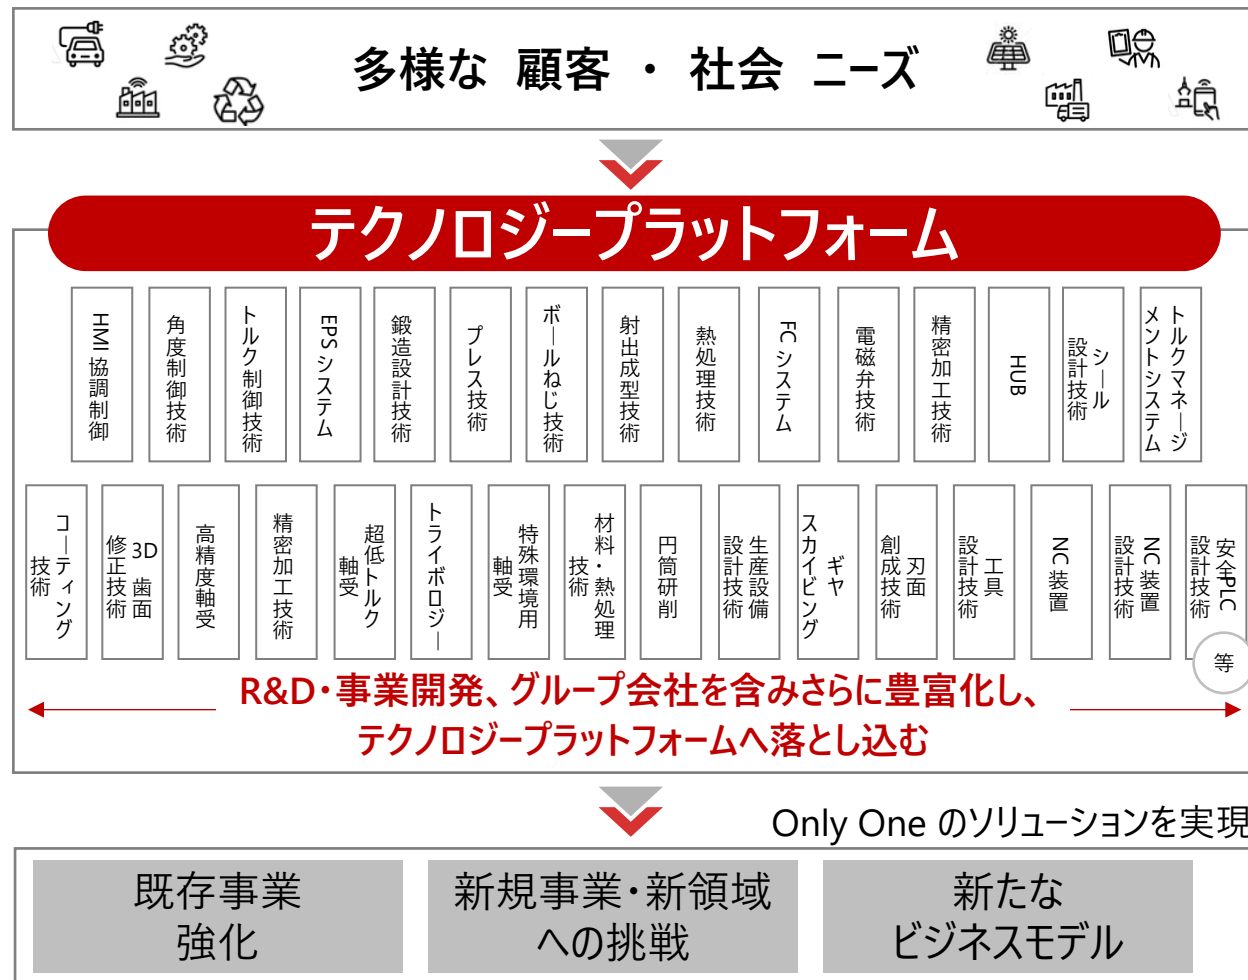 多様な 顧客 ・ 社会 ニーズ
テクノロジープラットフォーム
HMI 協調制御
角度制御技術
トルク制御技術
EPS システム
鍛造設計技術
プレス技術
ボールねじ技術
射出成型技術
熱処理技術
FC システム
電磁弁技術
精密加工技術
HUB
シール
設計技術
トルクマネージ
メントシステム
コーティング
技術
3D 歯面
修正技術
高精度軸受
精密加工技術
超低トルク
軸受
トライボロジー
特殊環境用
軸受
材料・熱処理
技術
円筒研削
生産設備
設計技術
ギヤ
スカイビング
刃面
創成技術
工具
設計技術
NC 装置
NC 装置
設計技術
安全PLC
設計技術
等
R&D・事業開発、グループ会社を含みさらに豊富化し、
テクノロジープラットフォームへ落とし込む
Only One のソリューションを実現
既存事業
強化
新規事業・新領域
への挑戦
新たな
ビジネスモデル